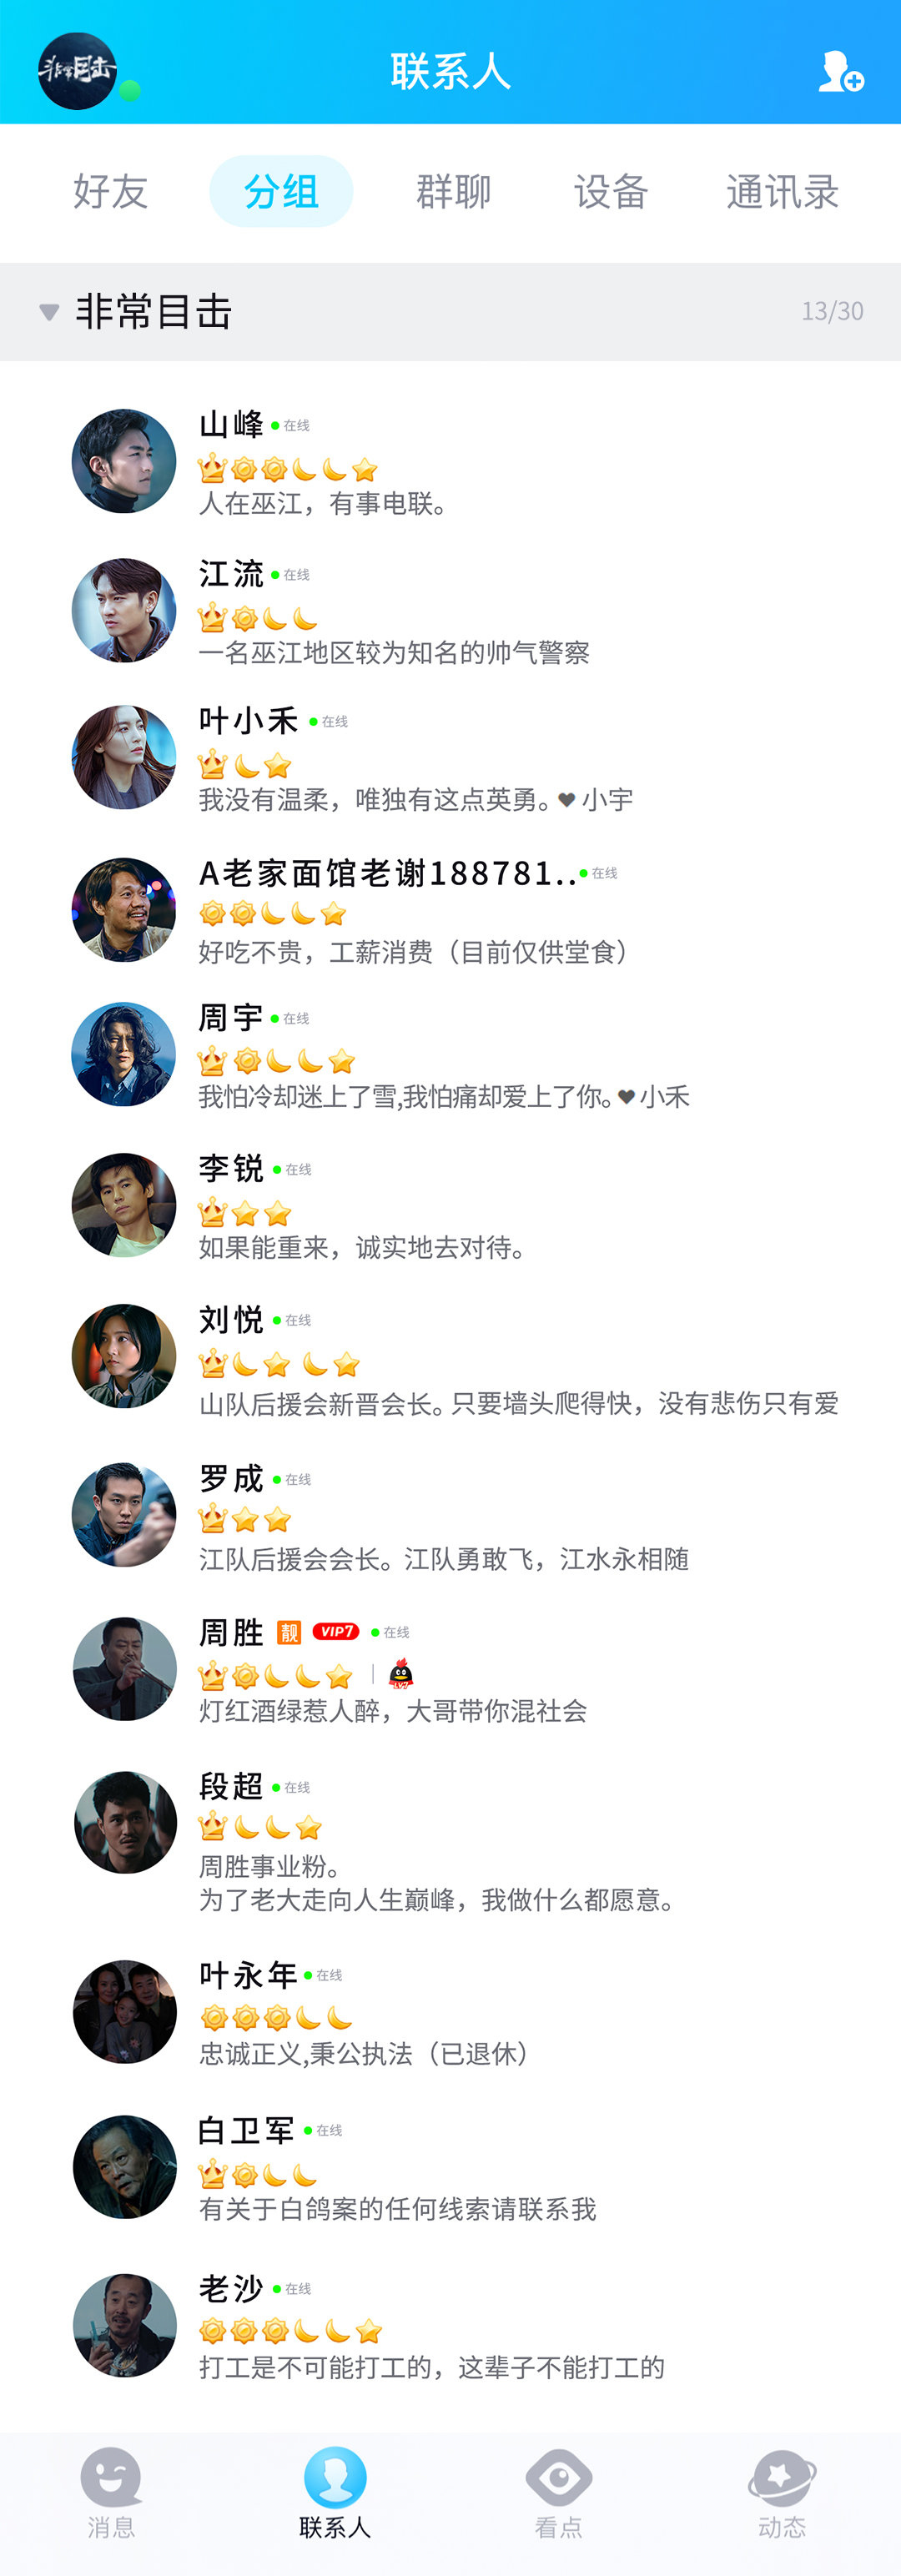 非常目击
联系人
好友 分组 群聊 设备 通讯录
非常目击 13/30
山峰 在线
人在巫江，有事电联。
江流 在线
一名巫江地区较为知名的帅气警察
叶小禾 在线
我没有温柔，唯独有这点英勇。❤小宇
A老家面馆老谢188781.. 在线
好吃不贵，工薪消费（目前仅供堂食）
周宇 在线
我怕冷却迷上了雪,我怕痛却爱上了你。❤小禾
李锐 在线
如果能重来，诚实地去对待。
刘悦 在线
山队后援会新晋会长。只要墙头爬得快，没有悲伤只有爱
罗成 在线
江队后援会会长。江队勇敢飞，江水永相随
周胜 靓 VIP7 在线
LV7
灯红酒绿惹人醉，大哥带你混社会
段超 在线
周胜事业粉。
为了老大走向人生巅峰，我做什么都愿意。
叶永年 在线
忠诚正义,秉公执法（已退休）
白卫军 在线
有关于白鸽案的任何线索请联系我
老沙 在线
打工是不可能打工的，这辈子不能打工的
消息 联系人 看点 动态